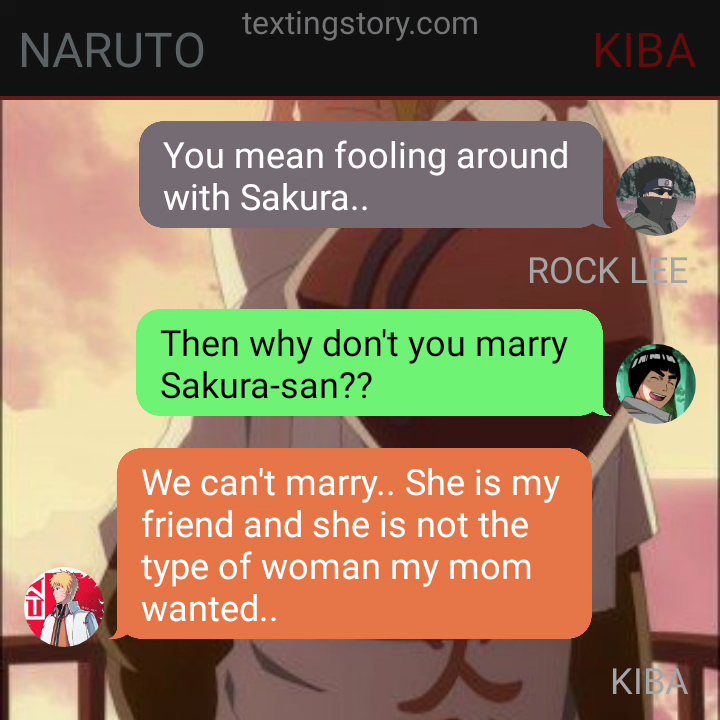 textingstory.com
NARUTO
KIBA
You mean fooling around
with Sakura..
ROCK LEE
Then why don't you marry
Sakura-san??
We can't marry.. She is my
friend and she is not the
type of woman my mom
wanted..
KIBA